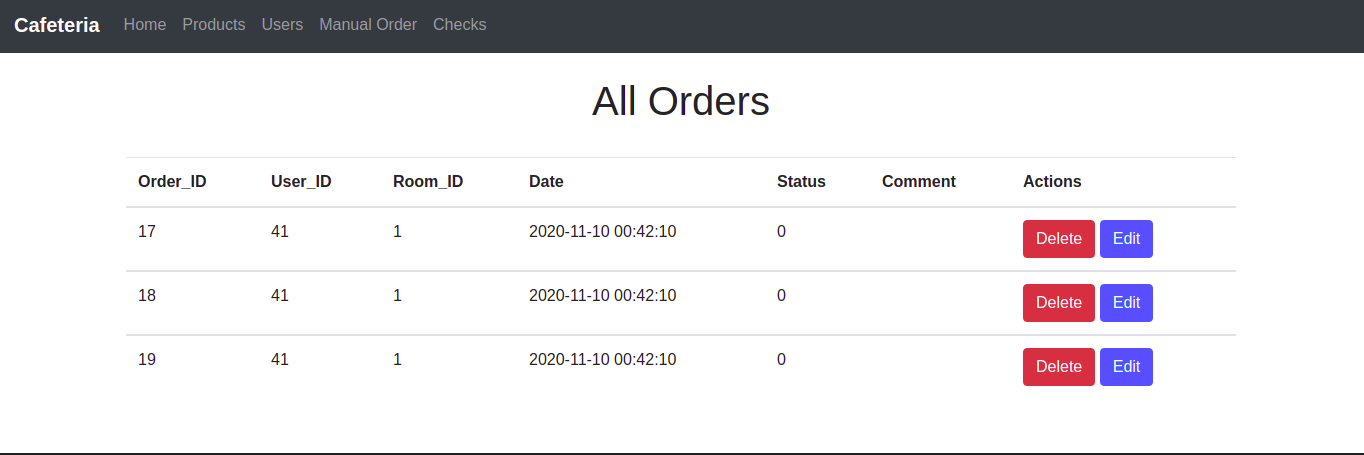 Cafeteria Home Products Users Manual Order Checks
All Orders
Order_ID User_ID Room_ID Date Status Comment Actions
17 41 1 2020-11-10 00:42:10 0 Delete Edit
18 41 1 2020-11-10 00:42:10 0 Delete Edit
19 41 1 2020-11-10 00:42:10 0 Delete Edit